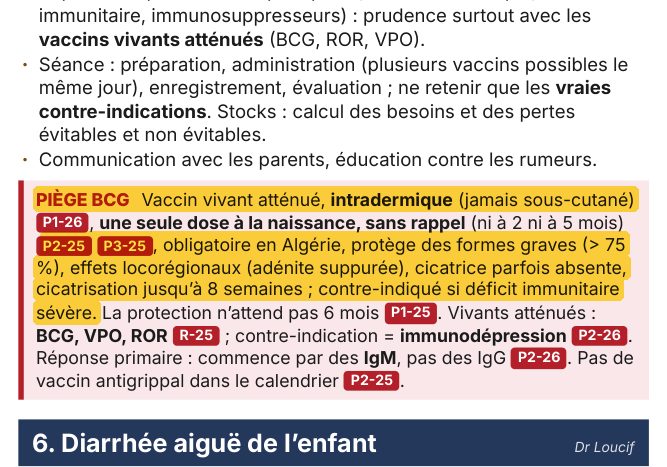 immunitaire, immunosuppresseurs) : prudence surtout avec les
vaccins vivants atténués (BCG, ROR, VPO).
· Séance : préparation, administration (plusieurs vaccins possibles le
même jour), enregistrement, évaluation ; ne retenir que les vraies
contre-indications. Stocks : calcul des besoins et des pertes
évitables et non évitables.
· Communication avec les parents, éducation contre les rumeurs.
PIÈGE BCG Vaccin vivant atténué, intradermique (jamais sous-cutané)
P1-26 , une seule dose à la naissance, sans rappel (ni à 2 ni à 5 mois)
P2-25 P3-25 , obligatoire en Algérie, protège des formes graves (> 75
%), effets locorégionaux (adénite suppurée), cicatrice parfois absente,
cicatrisation jusqu’à 8 semaines ; contre-indiqué si déficit immunitaire
sévère. La protection n’attend pas 6 mois P1-25 . Vivants atténués :
BCG, VPO, ROR R-25 ; contre-indication = immunodépression P2-26 .
Réponse primaire : commence par des IgM, pas des IgG P2-26 . Pas de
vaccin antigrippal dans le calendrier P2-25 .
6. Diarrhée aiguë de l’enfant Dr Loucif